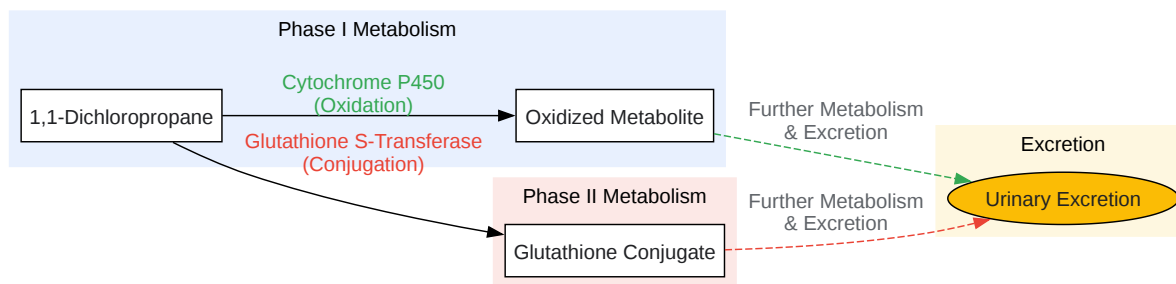 Phase I Metabolism
Cytochrome P450
(Oxidation)
1,1-Dichloropropane
Oxidized Metabolite
Glutathione S-Transferase
(Conjugation)
Further Metabolism
& Excretion
Excretion
Urinary Excretion
Phase II Metabolism
Glutathione Conjugate
Further Metabolism
& Excretion